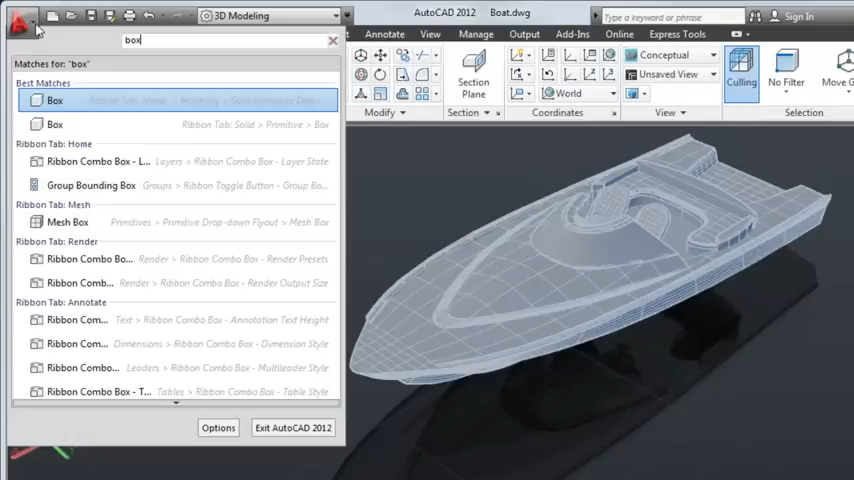 3D Modeling
AutoCAD 2012 Boat.dwg
Type a keyword or phrase
Sign In
box
Annotate View Manage Output Add-Ins Online Express Tools
Matches for: "box"
Best Matches
Box Ribbon Tab: Home > Modeling > Solid Primitives Drop-
Box Ribbon Tab: Solid > Primitive > Box
Ribbon Tab: Home
Ribbon Combo Box - L... Layers > Ribbon Combo Box - Layer State
Group Bounding Box Groups > Ribbon Toggle Button - Group Bo...
Ribbon Tab: Mesh
Mesh Box Primitives > Primitive Drop-down Flyout > Mesh Box
Ribbon Tab: Render
Ribbon Combo Bo... Render > Ribbon Combo Box - Render Presets
Ribbon Comb... Render > Ribbon Combo Box - Render Output Size
Ribbon Tab: Annotate
Ribbon Com... Text > Ribbon Combo Box - Annotation Text Height
Ribbon Com... Dimensions > Ribbon Combo Box - Dimension Style
Ribbon Combo... Leaders > Ribbon Combo Box - Multileader Style
Ribbon Combo Box - T... Tables > Ribbon Combo Box - Table Style
Options
Exit AutoCAD 2012
Section
Plane
Conceptual
Unsaved View
World
Culling
No Filter
Move G
Modify
Section
Coordinates
View
Selection